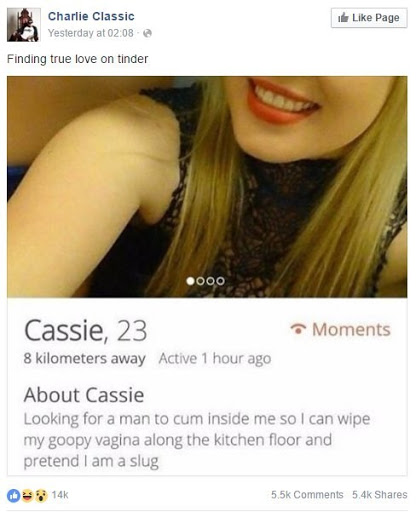 Charlie Classic
Yesterday at 02:08 ·
Like Page
Finding true love on tinder
Cassie, 23
Moments
8 kilometers away Active 1 hour ago
About Cassie
Looking for a man to cum inside me so I can wipe
my goopy vagina along the kitchen floor and
pretend I am a slug
14k
5.5k Comments 5.4k Shares